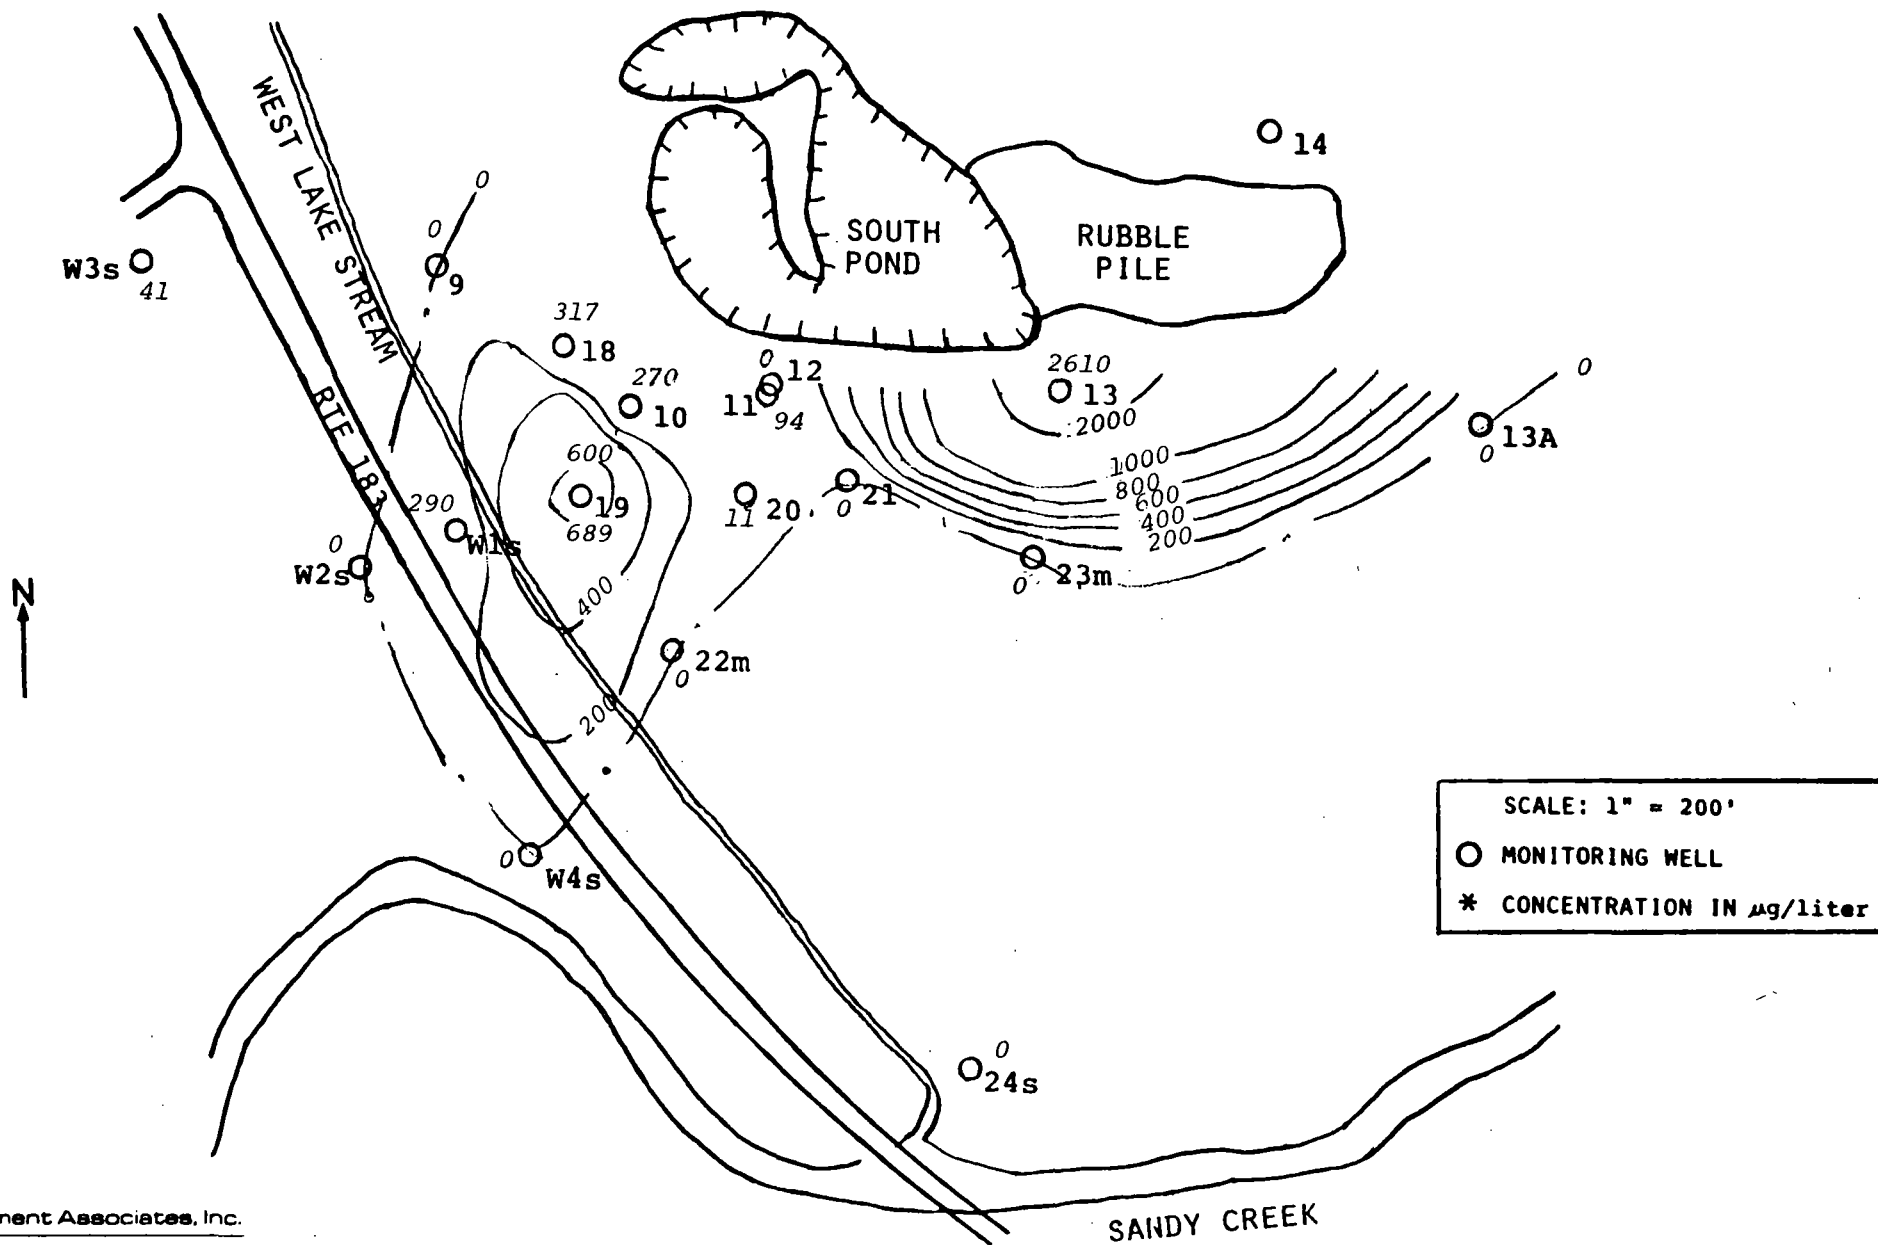 WEST LAKE STREAM
14
SOUTH
POND
RUBBLE
PILE
0
0
9
W3s
41
317
18
270
10
0
12
11
94
2610
13
2000
0
13A
0
RTE 183
600
19
689
290
W1s
11
20
21
0
1000
800
600
400
200
0
W2s
400
23m
0
N
22m
0
200
0
W4s
SCALE: 1" = 200'
MONITORING WELL
* CONCENTRATION IN µg/liter
0
24s
nent Associates, Inc.
SANDY CREEK